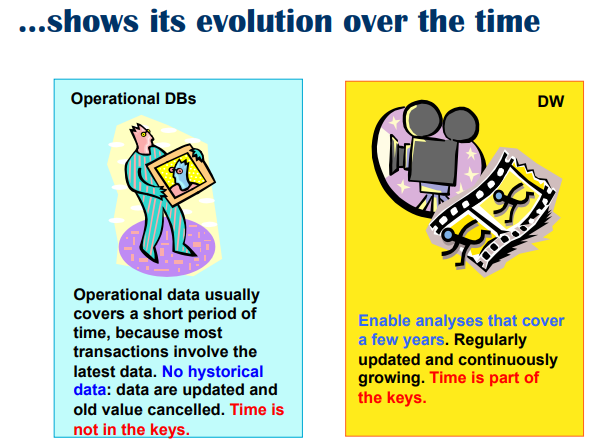 ...shows its evolution over the time
Operational DBs
Operational data usually
covers a short period of
time, because most
transactions involve the
latest data. No hystorical
data: data are updated and
old value cancelled. Time is
not in the keys.
DW
Enable analyses that cover
a few years. Regularly
updated and continuously
growing. Time is part of
the keys.